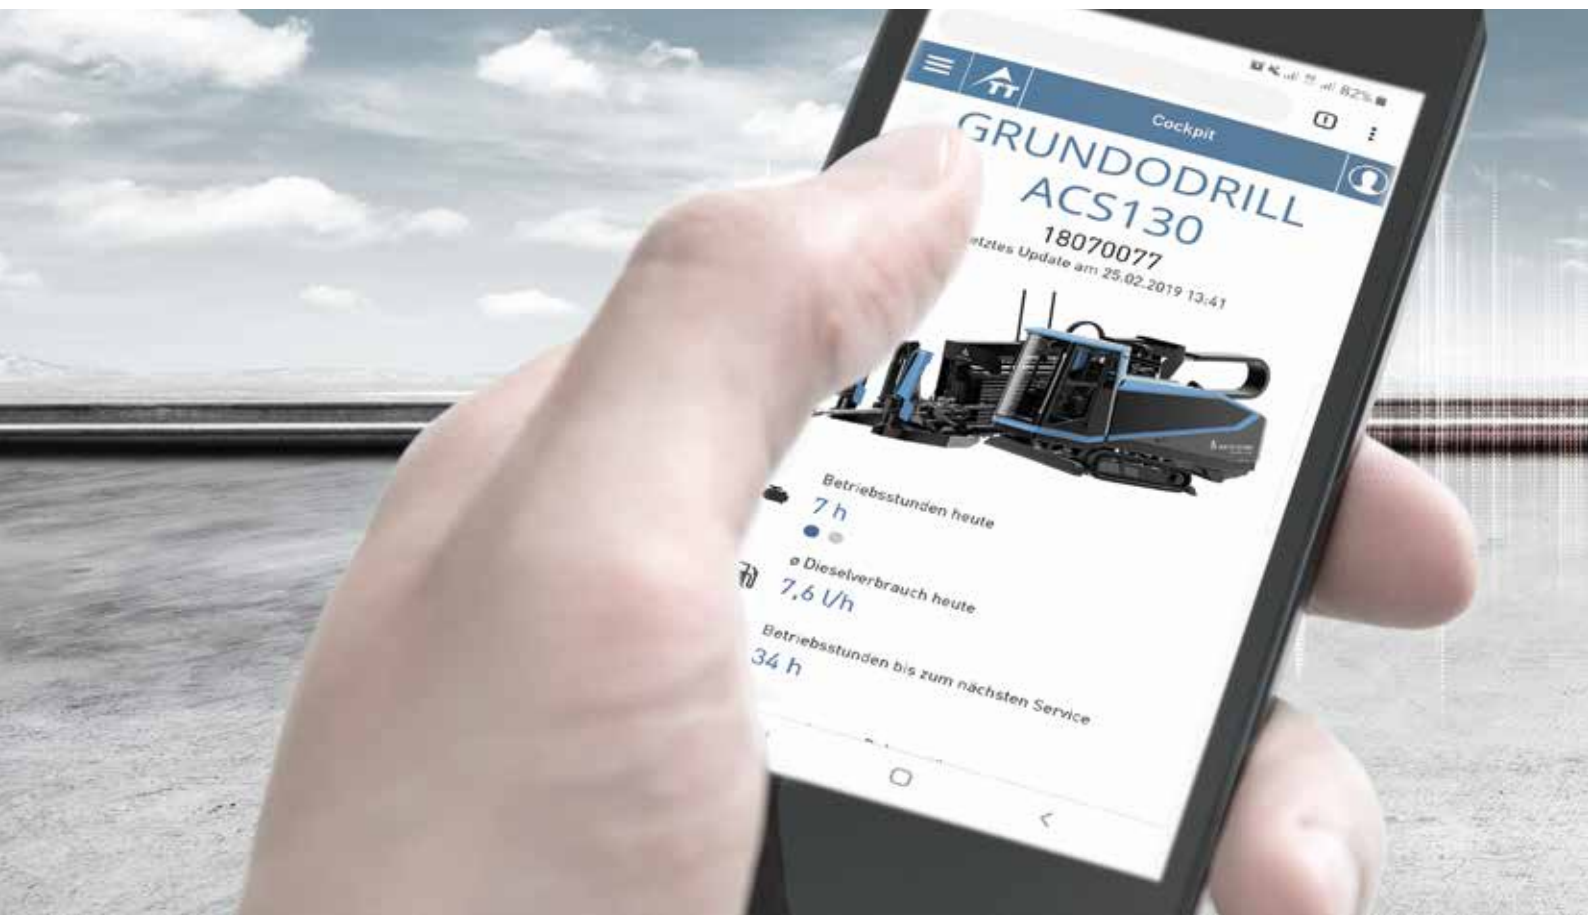 82%
TT
Cockpit
GRUNDODRILL
ACS130
18070077
Update am 25.02.2019 13:41
Betriebsstunden heute
7 h
ø Dieselverbrauch heute
7,6 l/h
Betriebsstunden bis zum nächsten Service
34 h